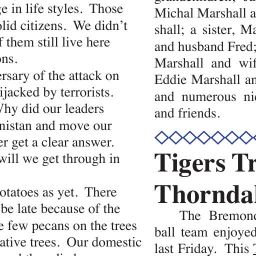 ge in life styles. Those
olid citizens. We didn't
f them still live here
ons.
ersary of the attack on
ijacked by terrorists.
Why did our leaders
nistan and move our
er get a clear answer.
will we get through in
otatoes as yet. There
be late because of the
e few pecans on the trees
ative trees. Our domestic
Michal Marshall a
shall; a sister, Ma
and husband Fred;
Marshall and wif
Eddie Marshall an
and numerous nie
and friends.
Tigers Tr
Thorndal
The Bremond
ball team enjoyed
last Friday. This T